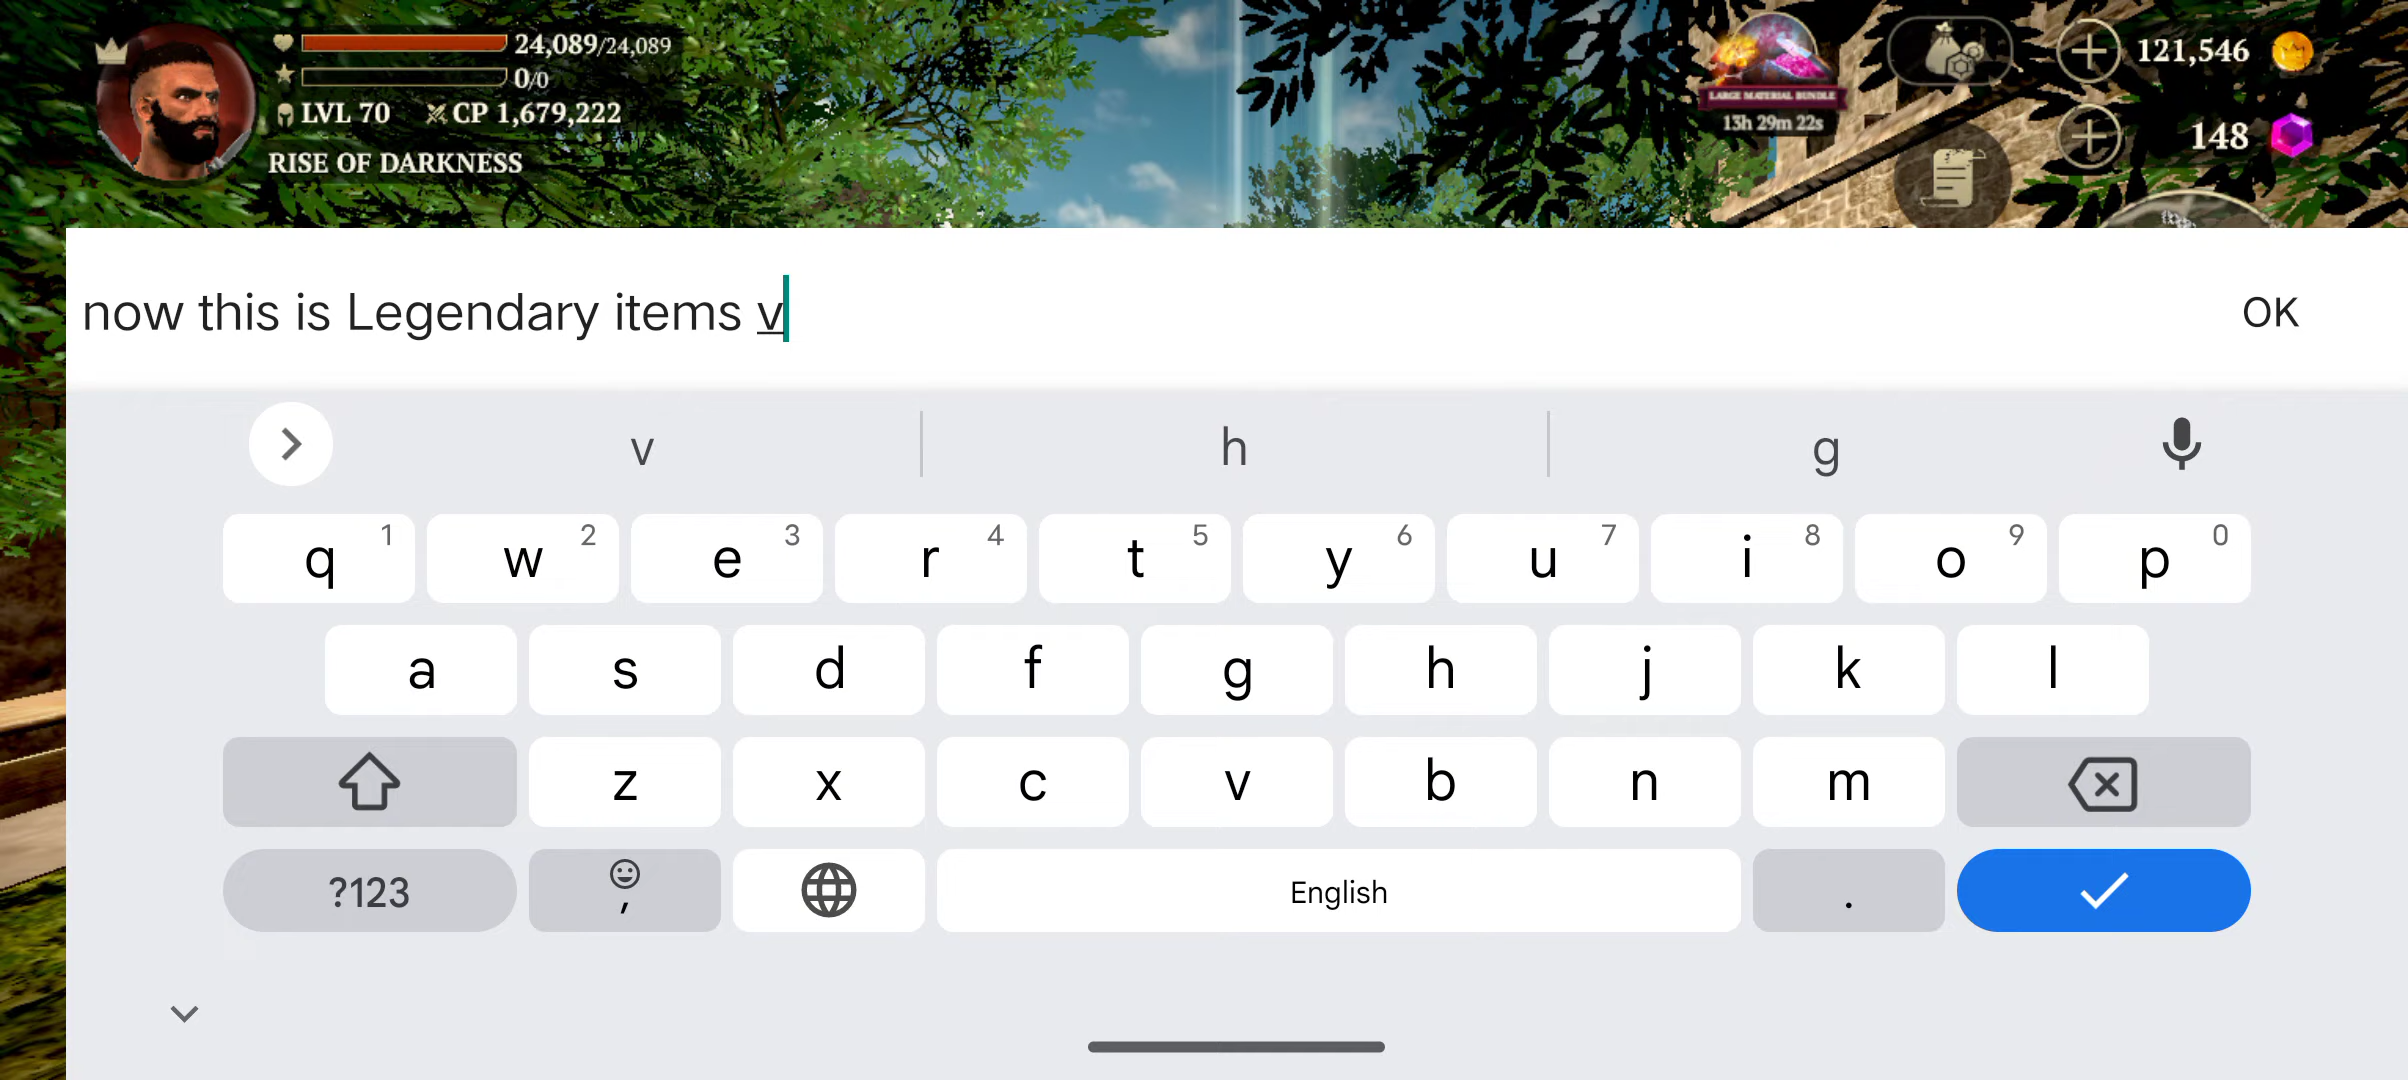 24,089/24,089
0/0
LVL 70 CP 1,679,222
RISE OF DARKNESS
LARGE MATERIAL BUNDLE
13h 29m 22s
121,546
148
now this is Legendary items v
OK
v h g
q 1 w 2 e 3 r 4 t 5 y 6 u 7 i 8 o 9 p 0
a s d f g h j k l
z x c v b n m
?123 , English .